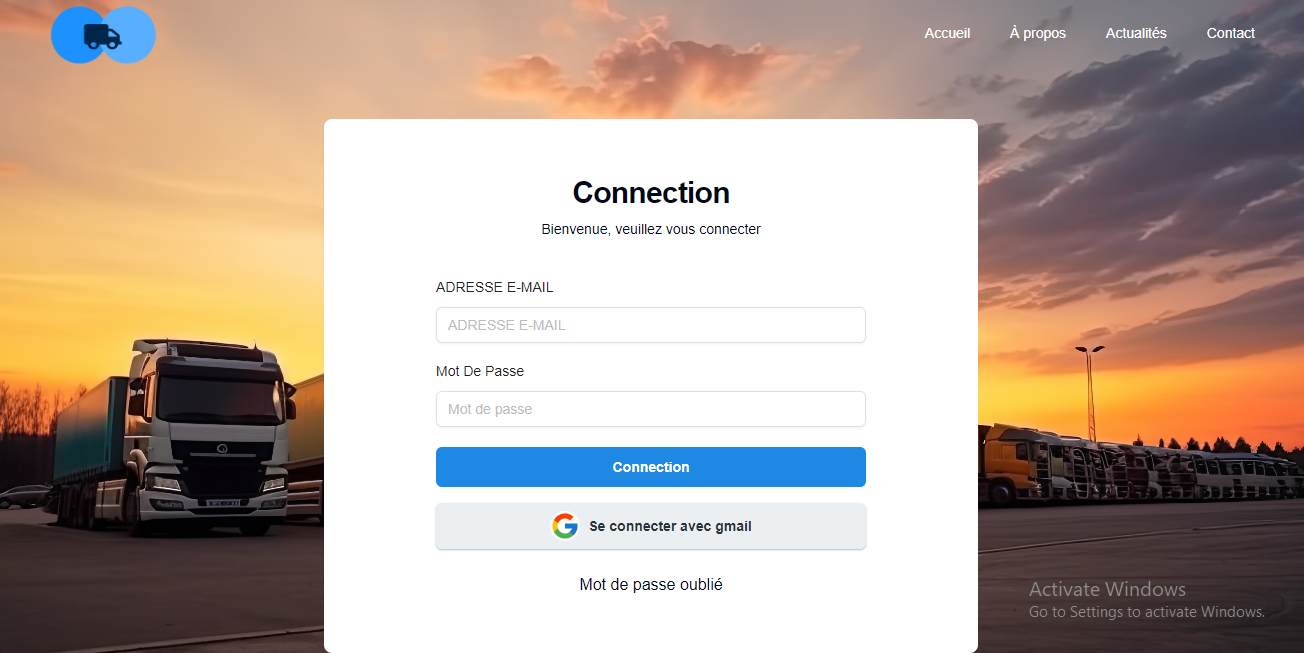 Accueil À propos Actualités Contact
Connection
Bienvenue, veuillez vous connecter
ADRESSE E-MAIL
ADRESSE E-MAIL
Mot De Passe
Mot de passe
Connection
Se connecter avec gmail
Mot de passe oublié
Activate Windows
Go to Settings to activate Windows.